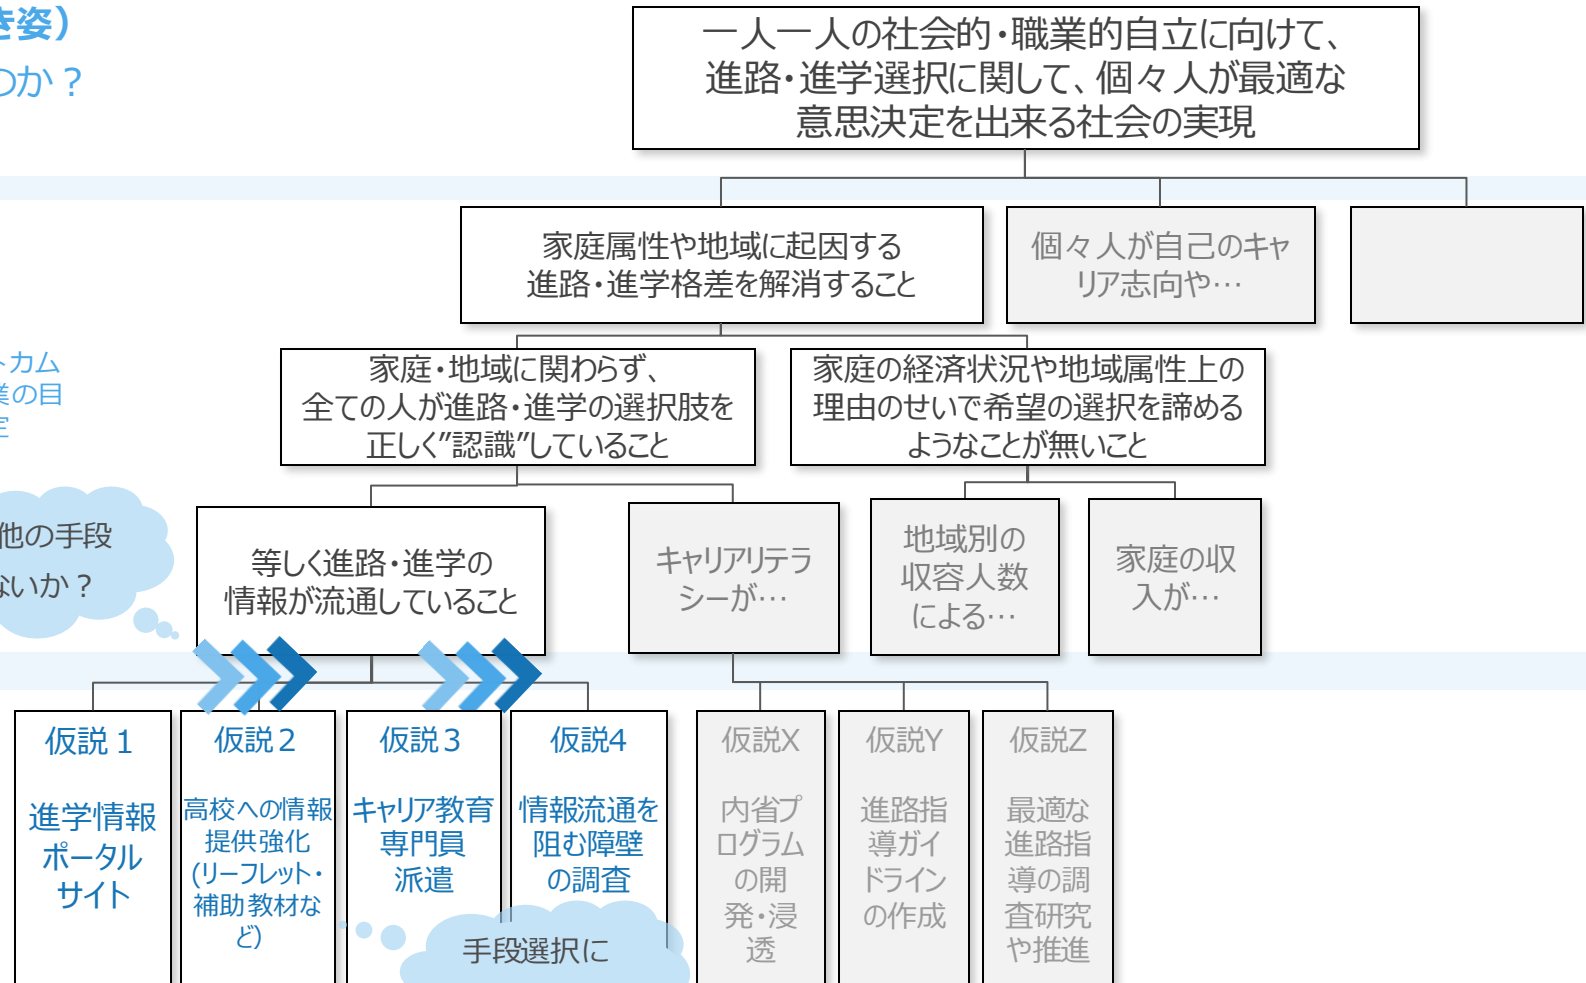 き姿）
のか？
一人一人の社会的・職業的自立に向けて、
進路・進学選択に関して、個々人が最適な
意思決定を出来る社会の実現
家庭属性や地域に起因する
進路・進学格差を解消すること
個々人が自己のキャ
リア志向や…
トカム
業の目
定
家庭・地域に関わらず、
全ての人が進路・進学の選択肢を
正しく”認識”していること
家庭の経済状況や地域属性上の
理由のせいで希望の選択を諦める
ようなことが無いこと
他の手段
ないか？
等しく進路・進学の
情報が流通していること
キャリアリテラ
シーが…
地域別の
収容人数
による…
家庭の収
入が…
仮説１
進学情報
ポータル
サイト
仮説２
高校への情報
提供強化
(リーフレット・
補助教材な
ど)
仮説３
キャリア教育
専門員
派遣
仮説4
情報流通を
阻む障壁
の調査
手段選択に
仮説X
内省プ
ログラム
の開
発・浸
透
仮説Y
進路指
導ガイ
ドライン
の作成
仮説Z
最適な
進路指
導の調
査研究
や推進